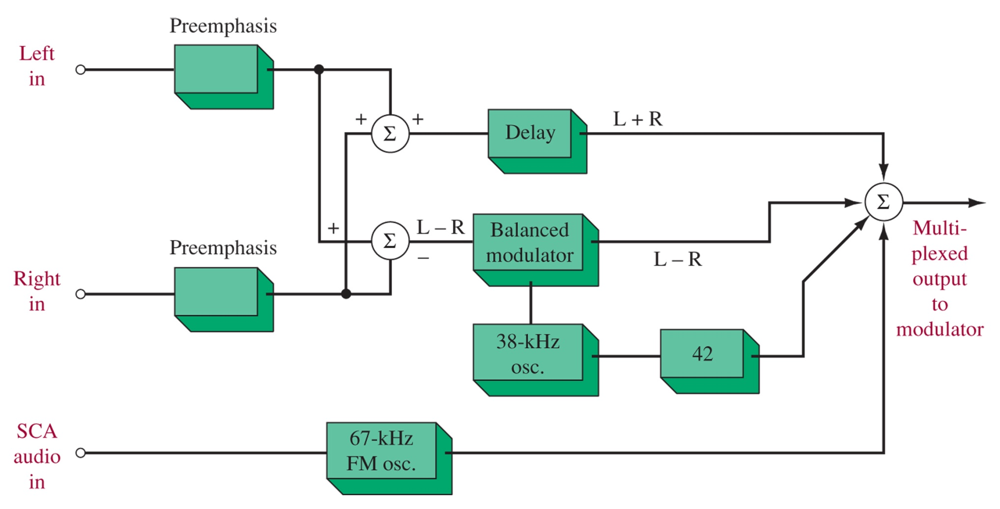 Preemphasis
Left
in
+
Σ
+
Delay
L + R
Σ
Multi-
plexed
output
to
modulator
+
Σ
L – R
–
Balanced
modulator
L – R
Preemphasis
Right
in
38-kHz
osc.
42
SCA
audio
in
67-kHz
FM osc.